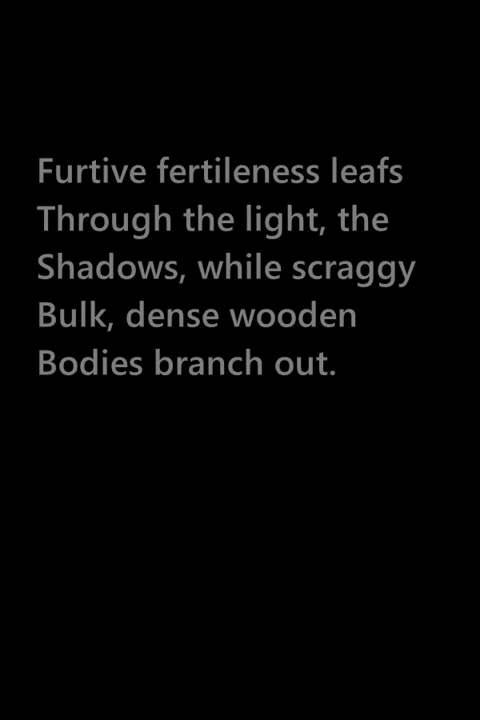 Furtive fertileness leafs
Through the light, the
Shadows, while scraggy
Bulk, dense wooden
Bodies branch out.